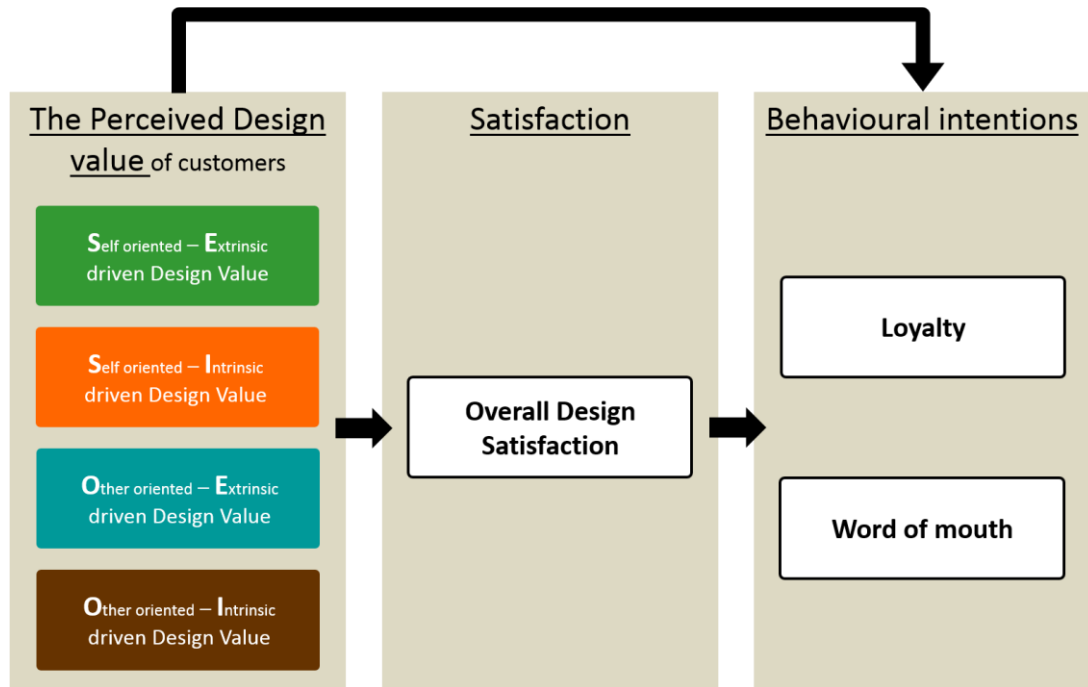 The Perceived Design
value of customers
Self oriented – Extrinsic
driven Design Value
Self oriented – Intrinsic
driven Design Value
Other oriented – Extrinsic
driven Design Value
Other oriented – Intrinsic
driven Design Value
Satisfaction
Overall Design
Satisfaction
Behavioural intentions
Loyalty
Word of mouth